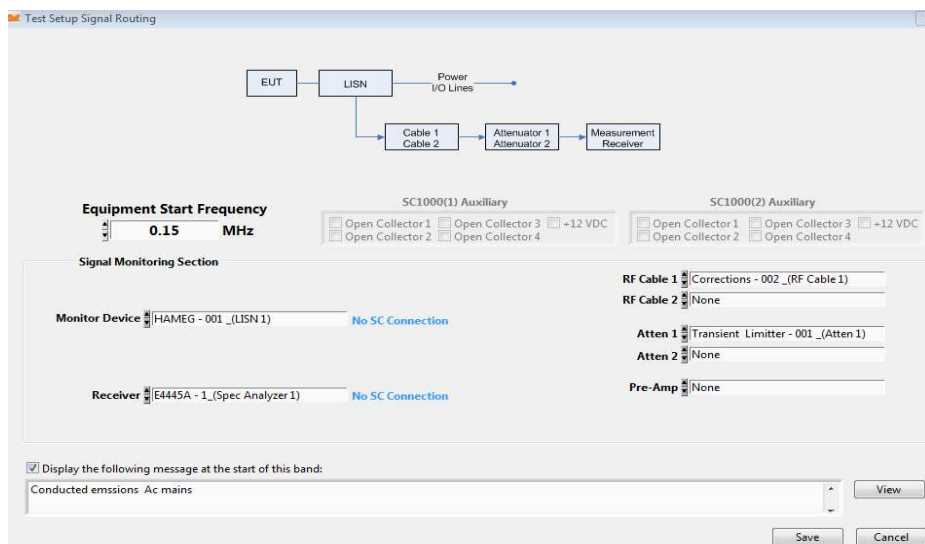 Test Setup Signal Routing
EUT
LISN
Power
I/O Lines
Cable 1
Cable 2
Attenuator 1
Attenuator 2
Measurement
Receiver
Equipment Start Frequency
0.15 MHz
SC1000(1) Auxiliary
Open Collector 1 Open Collector 3 +12 VDC
Open Collector 2 Open Collector 4
SC1000(2) Auxiliary
Open Collector 1 Open Collector 3 +12 VDC
Open Collector 2 Open Collector 4
Signal Monitoring Section
Monitor Device HAMEG - 001 _(LISN 1) No SC Connection
Receiver E4445A - 1_(Spec Analyzer 1) No SC Connection
RF Cable 1 Corrections - 002 _(RF Cable 1)
RF Cable 2 None
Atten 1 Transient Limitter - 001 _(Atten 1)
Atten 2 None
Pre-Amp None
Display the following message at the start of this band:
Conducted emssions Ac mains
View
Save Cancel